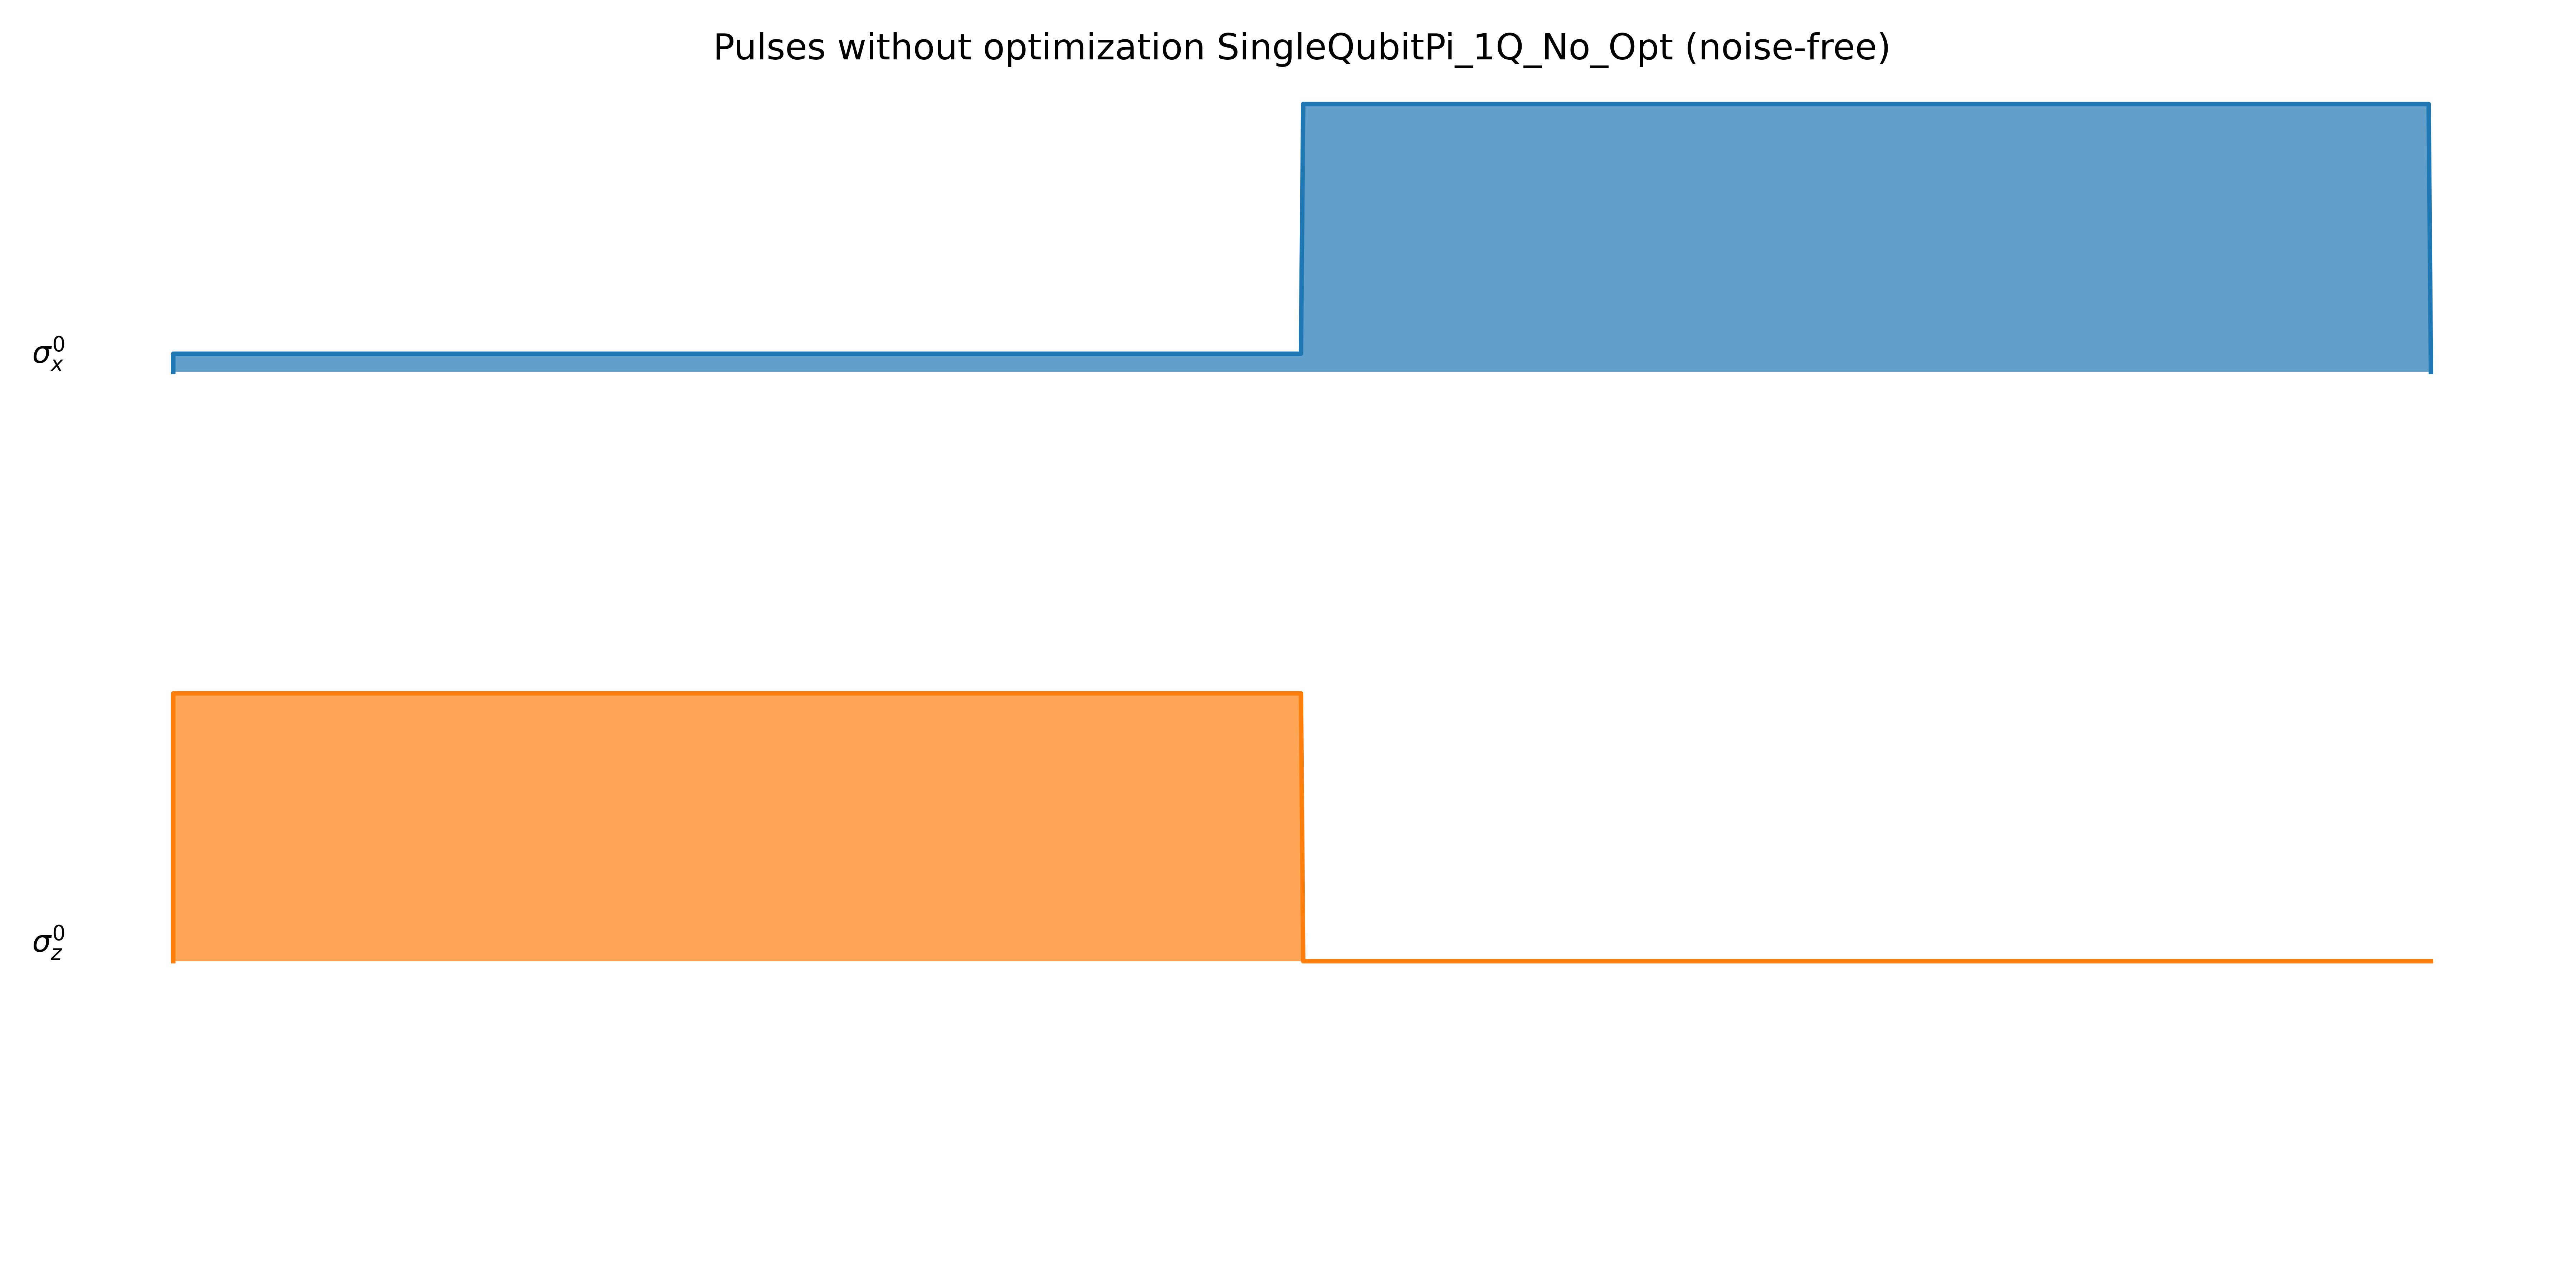 Pulses without optimization SingleQubitPi_1Q_No_Opt (noise-free)
σ_x^0
σ_z^0